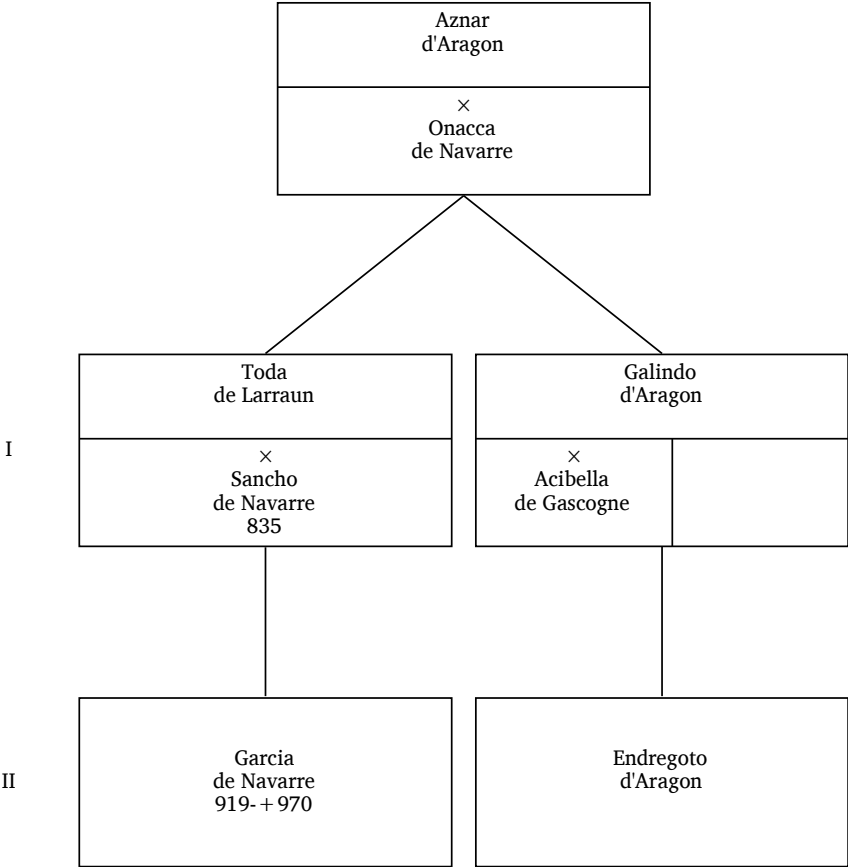 Aznar
d'Aragon
×
Onacca
de Navarre
Toda
de Larraun
Galindo
d'Aragon
I
×
Sancho
de Navarre
835
×
Acibella
de Gascogne
II
Garcia
de Navarre
919-+970
Endregoto
d'Aragon